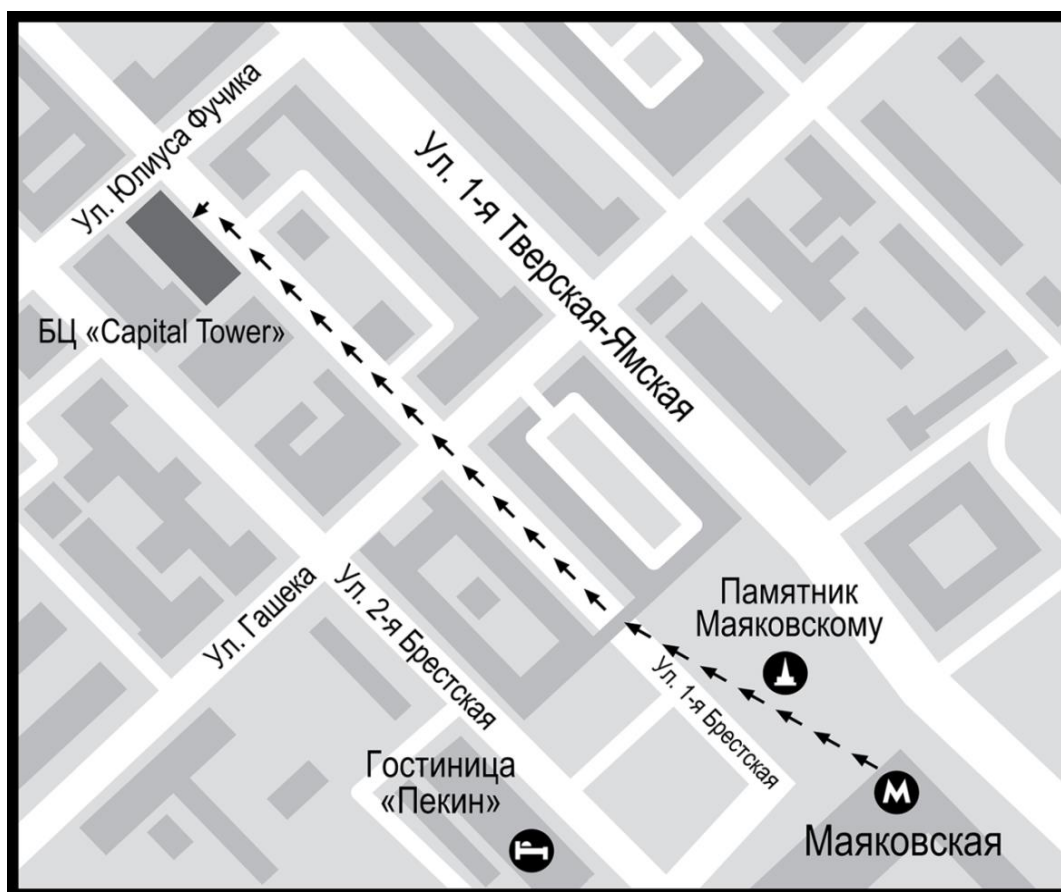 Ул. Юлиуса Фучика
Ул. 1-я Тверская-Ямская
БЦ «Capital Tower»
Ул. Гашека
Ул. 2-я Брестская
Памятник
Маяковскому
Ул. 1-я Брестская
Гостиница
«Пекин»
М
Маяковская